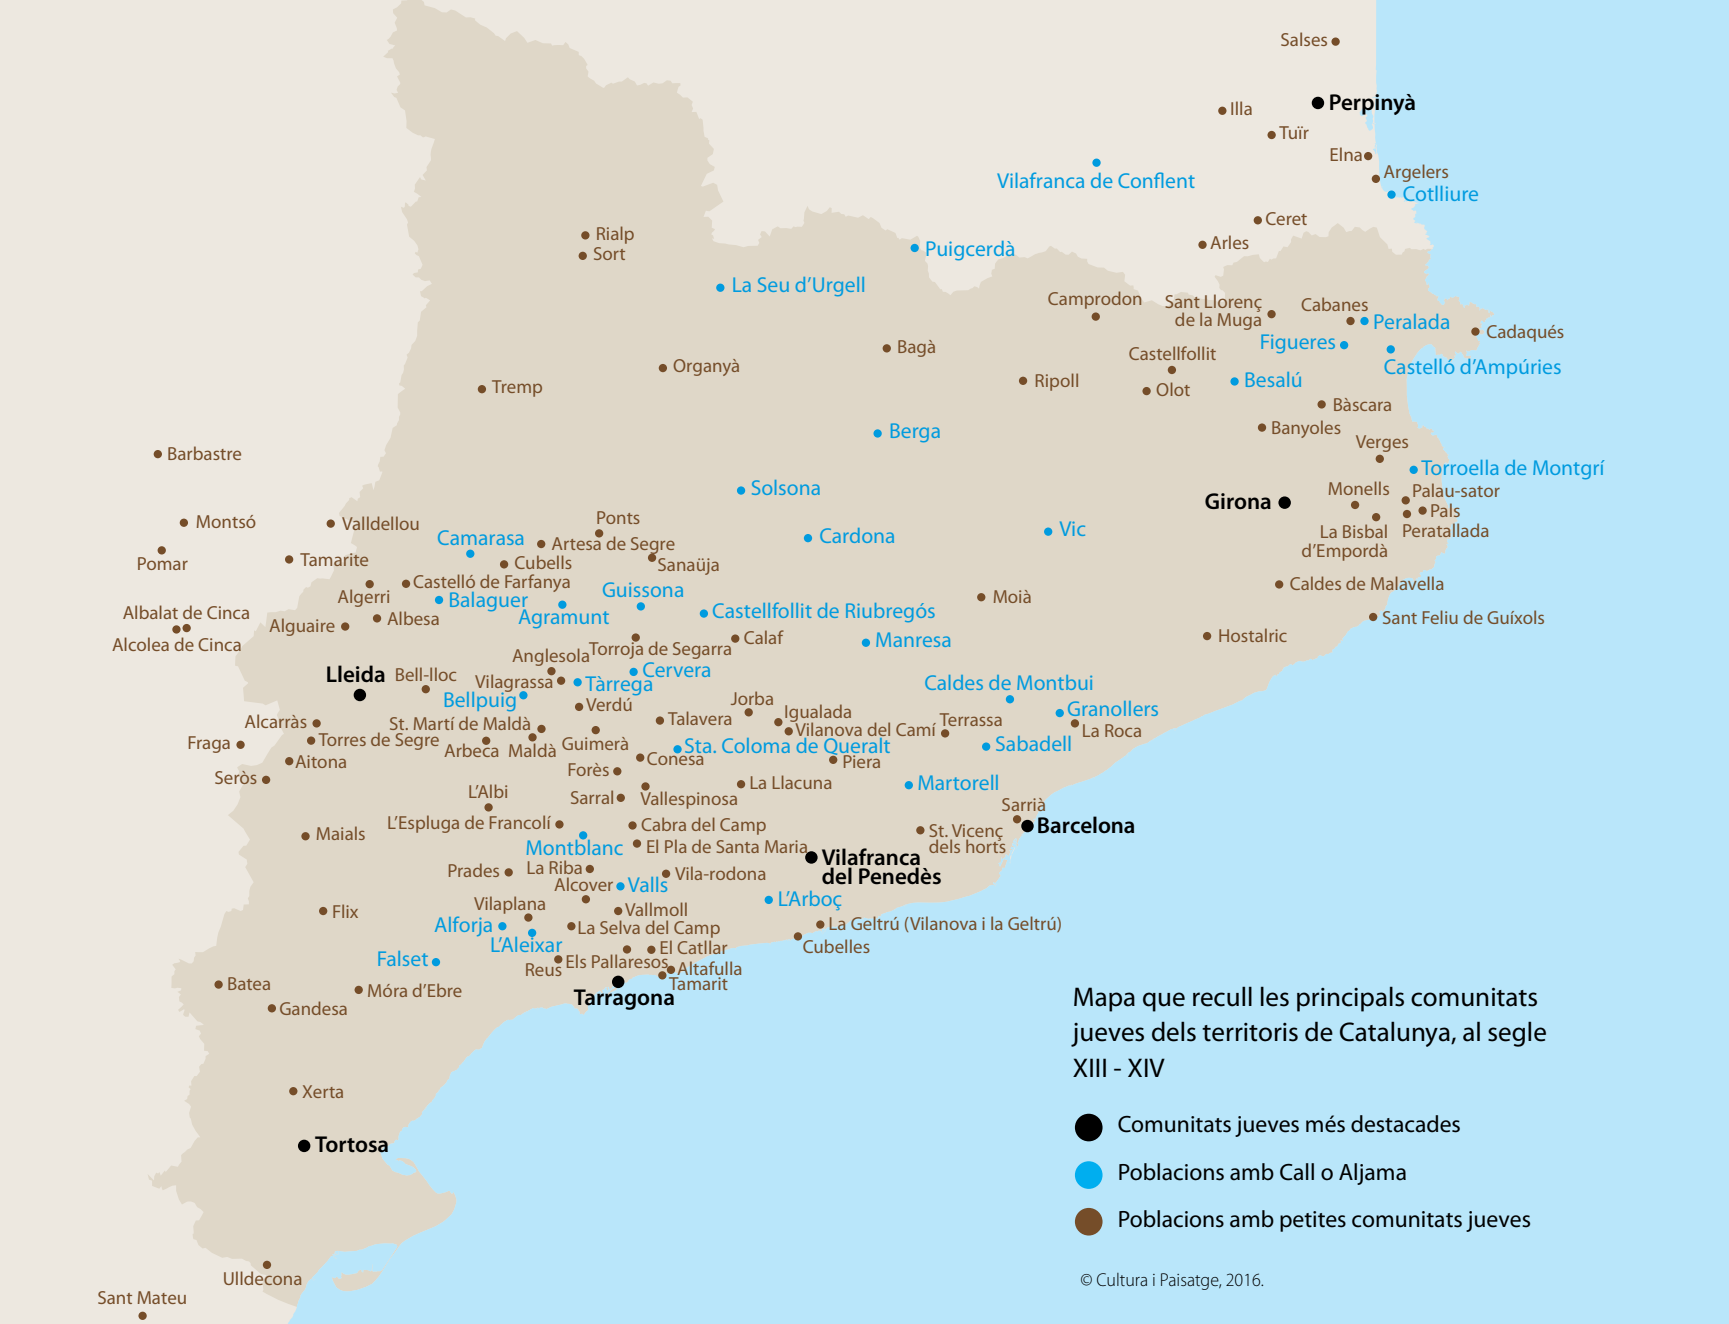 Salses
Perpinyà
Illa
Tuïr
Elna
Argelers
Vilafranca de Conflent
Cotlliure
Ceret
Rialp
Arles
Sort
Puigcerdà
La Seu d'Urgell
Camprodon
Sant Llorenç
de la Muga
Cabanes
Peralada
Cadaqués
Figueres
Bagà
Castellfollit
Organyà
Castelló d'Ampúries
Ripoll
Besalú
Tremp
Olot
Bàscara
Banyoles
Berga
Verges
Barbastre
Torroella de Montgrí
Solsona
Monells
Palau-sator
Girona
Pals
Ponts
Montsó
Valldellou
Vic
La Bisbal
d'Empordà
Peratallada
Camarasa
Cardona
Artesa de Segre
Pomar
Tamarite
Cubells
Sanaüja
Castelló de Farfanya
Caldes de Malavella
Guissona
Algerri
Balaguer
Moià
Albalat de Cinca
Castellfollit de Riubregós
Agramunt
Albesa
Sant Feliu de Guíxols
Alguaire
Hostalric
Calaf
Manresa
Alcolea de Cinca
Torroja de Segarra
Anglesola
Cervera
Lleida
Bell-lloc
Vilagrassa
Tàrrega
Caldes de Montbui
Bellpuig
Jorba
Verdú
Granollers
Igualada
Talavera
Terrassa
Alcarràs
St. Martí de Maldà
Vilanova del Camí
La Roca
Torres de Segre
Fraga
Guimerà
Sta. Coloma de Queralt
Sabadell
Arbeca
Maldà
Conesa
Aitona
Piera
Forès
Seròs
La Llacuna
Martorell
L'Albi
Sarral
Vallespinosa
Sarrià
L'Espluga de Francolí
Cabra del Camp
Barcelona
Maials
St. Vicenç
dels horts
Montblanc
El Pla de Santa Maria
Vilafranca
del Penedès
Prades
La Riba
Vila-rodona
Alcover
Valls
L'Arboç
Vilaplana
Flix
Vallmoll
Alforja
La Selva del Camp
La Geltrú (Vilanova i la Geltrú)
L'Aleixar
El Catllar
Cubelles
Falset
Els Pallaresos
Reus
Altafulla
Batea
Tamarit
Móra d'Ebre
Tarragona
Gandesa
Xerta
Tortosa
Ulldecona
Sant Mateu
Mapa que recull les principals comunitats
jueves dels territoris de Catalunya, al segle
XIII - XIV
Comunitats jueves més destacades
Poblacions amb Call o Aljama
Poblacions amb petites comunitats jueves
© Cultura i Paisatge, 2016.